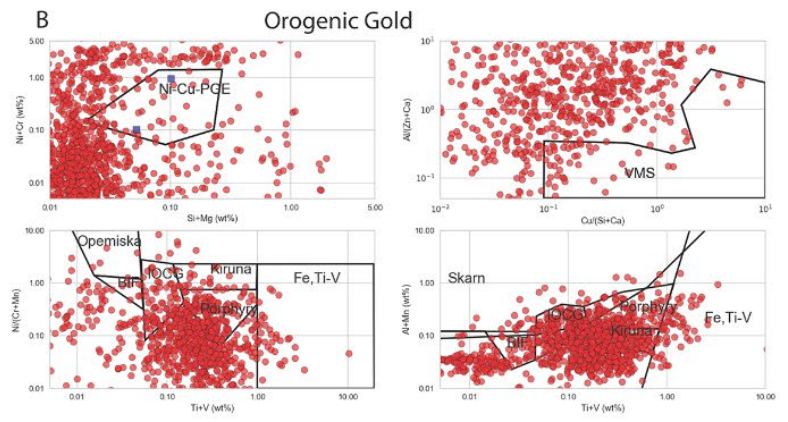 B Orogenic Gold
5.00
1.00
0.10
0.01
Ni+Cr (wt%)
Ni-Cu-PGE
0.01 0.10 1.00 5.00
Si+Mg (wt%)
10¹
10⁰
10⁻¹
Al/(Zn+Ca)
VMS
10⁻² 10⁻¹ 10⁰ 10¹
Cu/(Si+Ca)
10.00
1.00
0.10
0.01
Ni/(Cr+Mn)
Opemiska
BIF IOCG Kiruna
Fe,Ti-V
Porphyry
0.01 0.10 1.00 10.00
Ti+V (wt%)
10.00
1.00
0.10
0.01
Al+Mn (wt%)
Skarn
IOCG Porphyry
Fe,Ti-V
BIF Kiruna
0.01 0.10 1.00 10.00
Ti+V (wt%)